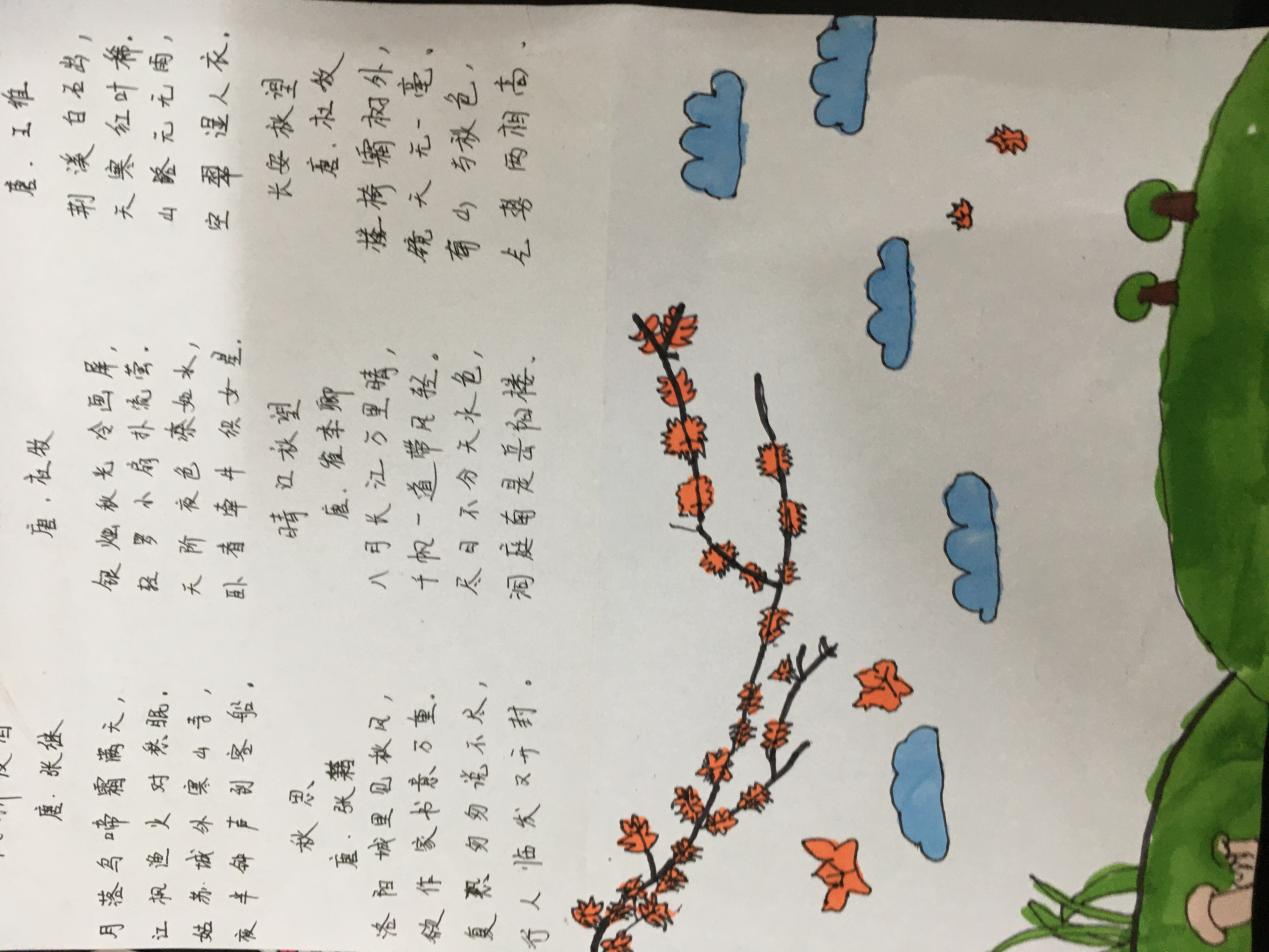 唐.张继
月落乌啼霜满天，
江枫渔火对愁眠.
姑苏城外寒山寺，
夜半钟声到客船.
唐.杜牧
银烛秋光冷画屏，
轻罗小扇扑流萤.
天阶夜色凉如水，
卧看牵牛织女星.
唐.王维
荆溪白石出，
天寒红叶稀.
山路元无雨，
空翠湿人衣.
秋思
唐.张籍
洛阳城里见秋风，
欲作家书意万重.
复恐匆匆说不尽，
行人临发又开封。
晴江秋望
唐.崔季卿
八月长江万里晴，
千帆一道带风轻。
尽日不分天水色，
洞庭南是岳阳楼.
长安秋望
唐.杜牧
楼倚霜树外，
镜天无一毫。
南山与秋色，
气势两相高.